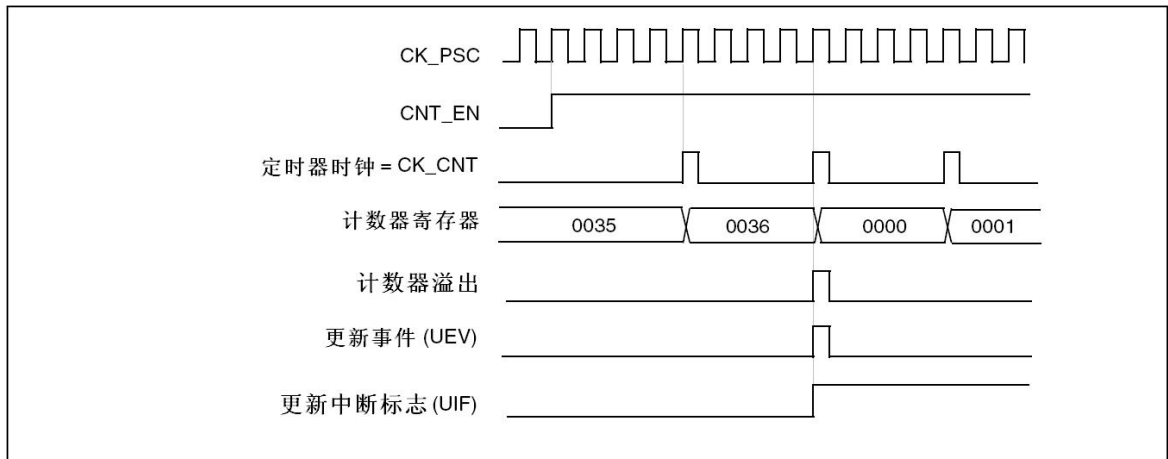 CK_PSC
CNT_EN
定时器时钟 = CK_CNT
计数器寄存器 0035 0036 0000 0001
计数器溢出
更新事件 (UEV)
更新中断标志 (UIF)